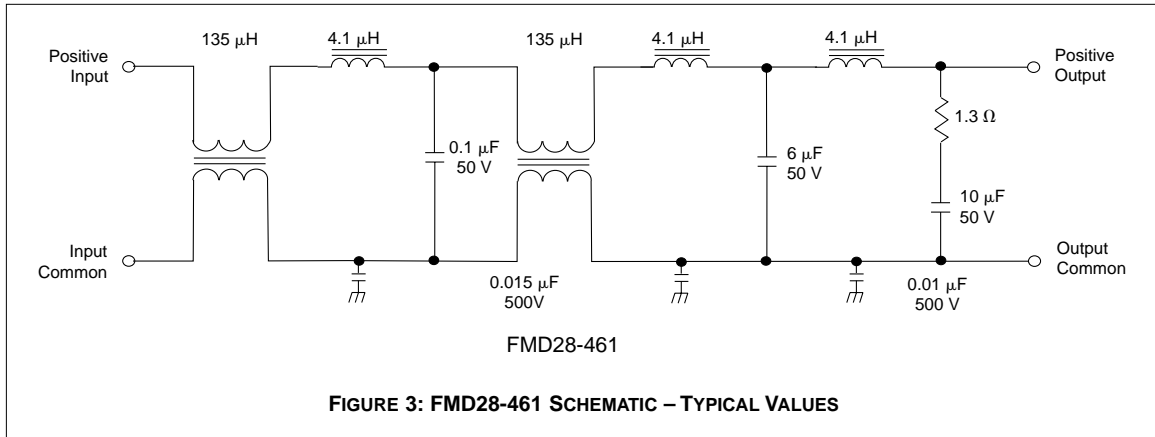 135 µH
4.1 µH
135 µH
4.1 µH
4.1 µH
Positive
Input
Positive
Output
1.3 Ω
0.1 µF
50 V
6 µF
50 V
10 µF
50 V
Input
Common
Output
Common
0.015 µF
500V
0.01 µF
500 V
FMD28-461
FIGURE 3: FMD28-461 SCHEMATIC – TYPICAL VALUES